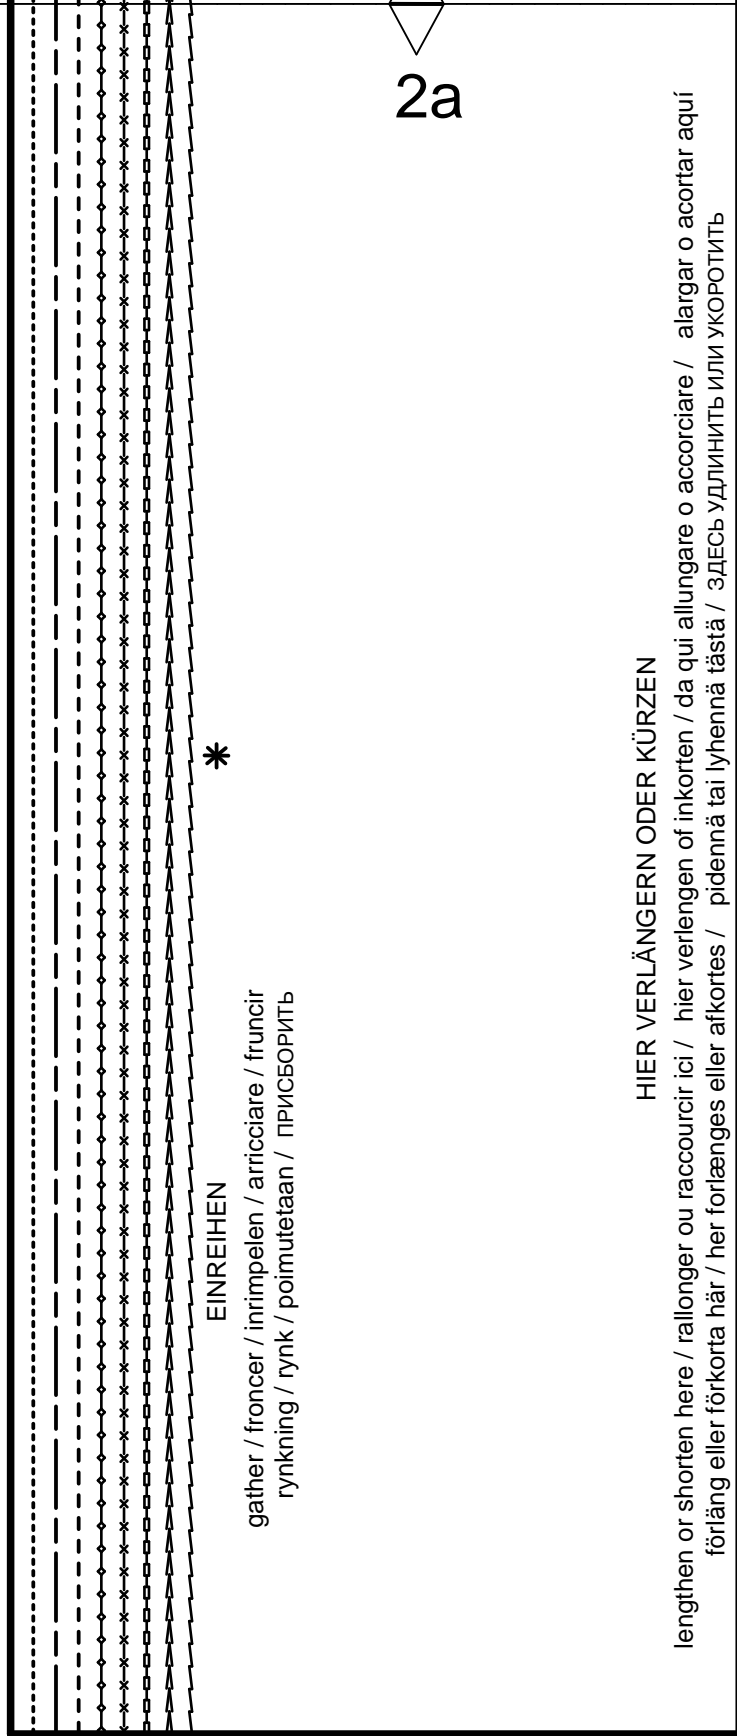 2a
EINREIHEN
gather / froncer / inrimpelen / arricciare / fruncir
rynkning / rynk / poimutetaan / ПРИСБОРИТЬ
*
HIER VERLÄNGERN ODER KÜRZEN
lengthen or shorten here / rallonger ou raccourcir ici / hier verlengen of inkorten / da qui allungare o accorciare / alargar o acortar aquí
förläng eller förkorta här / her forlænges eller afkortes / pidennä tai lyhennä tästä / ЗДЕСЬ УДЛИНИТЬ ИЛИ УКОРОТИТЬ